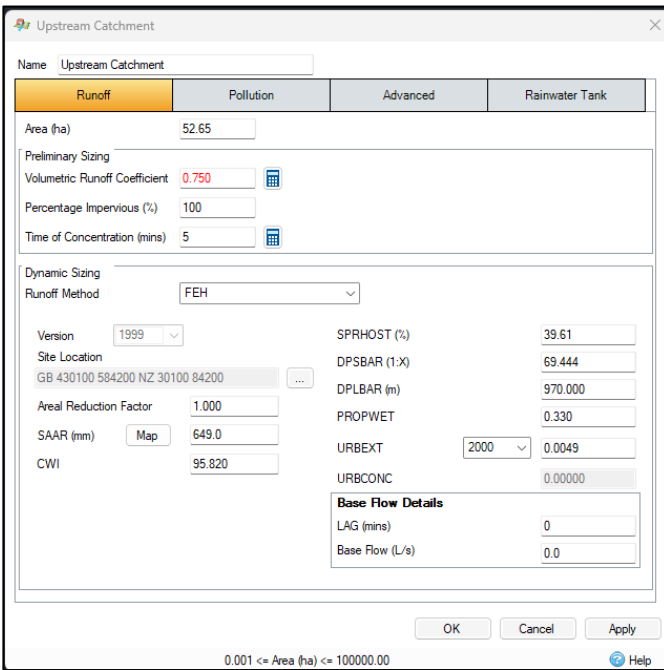 Upstream Catchment
Name Upstream Catchment
Runoff Pollution Advanced Rainwater Tank
Area (ha) 52.65
Preliminary Sizing
Volumetric Runoff Coefficient 0.750
Percentage Impervious (%) 100
Time of Concentration (mins) 5
Dynamic Sizing
Runoff Method FEH
Version 1999
Site Location
GB 430100 584200 NZ 30100 84200 ...
Areal Reduction Factor 1.000
SAAR (mm) Map 649.0
CWI 95.820
SPRHOST (%) 39.61
DPSBAR (1:X) 69.444
DPLBAR (m) 970.000
PROPWET 0.330
URBEXT 2000 0.0049
URBCONC 0.00000
Base Flow Details
LAG (mins) 0
Base Flow (L/s) 0.0
OK Cancel Apply
0.001 <= Area (ha) <= 100000.00 Help